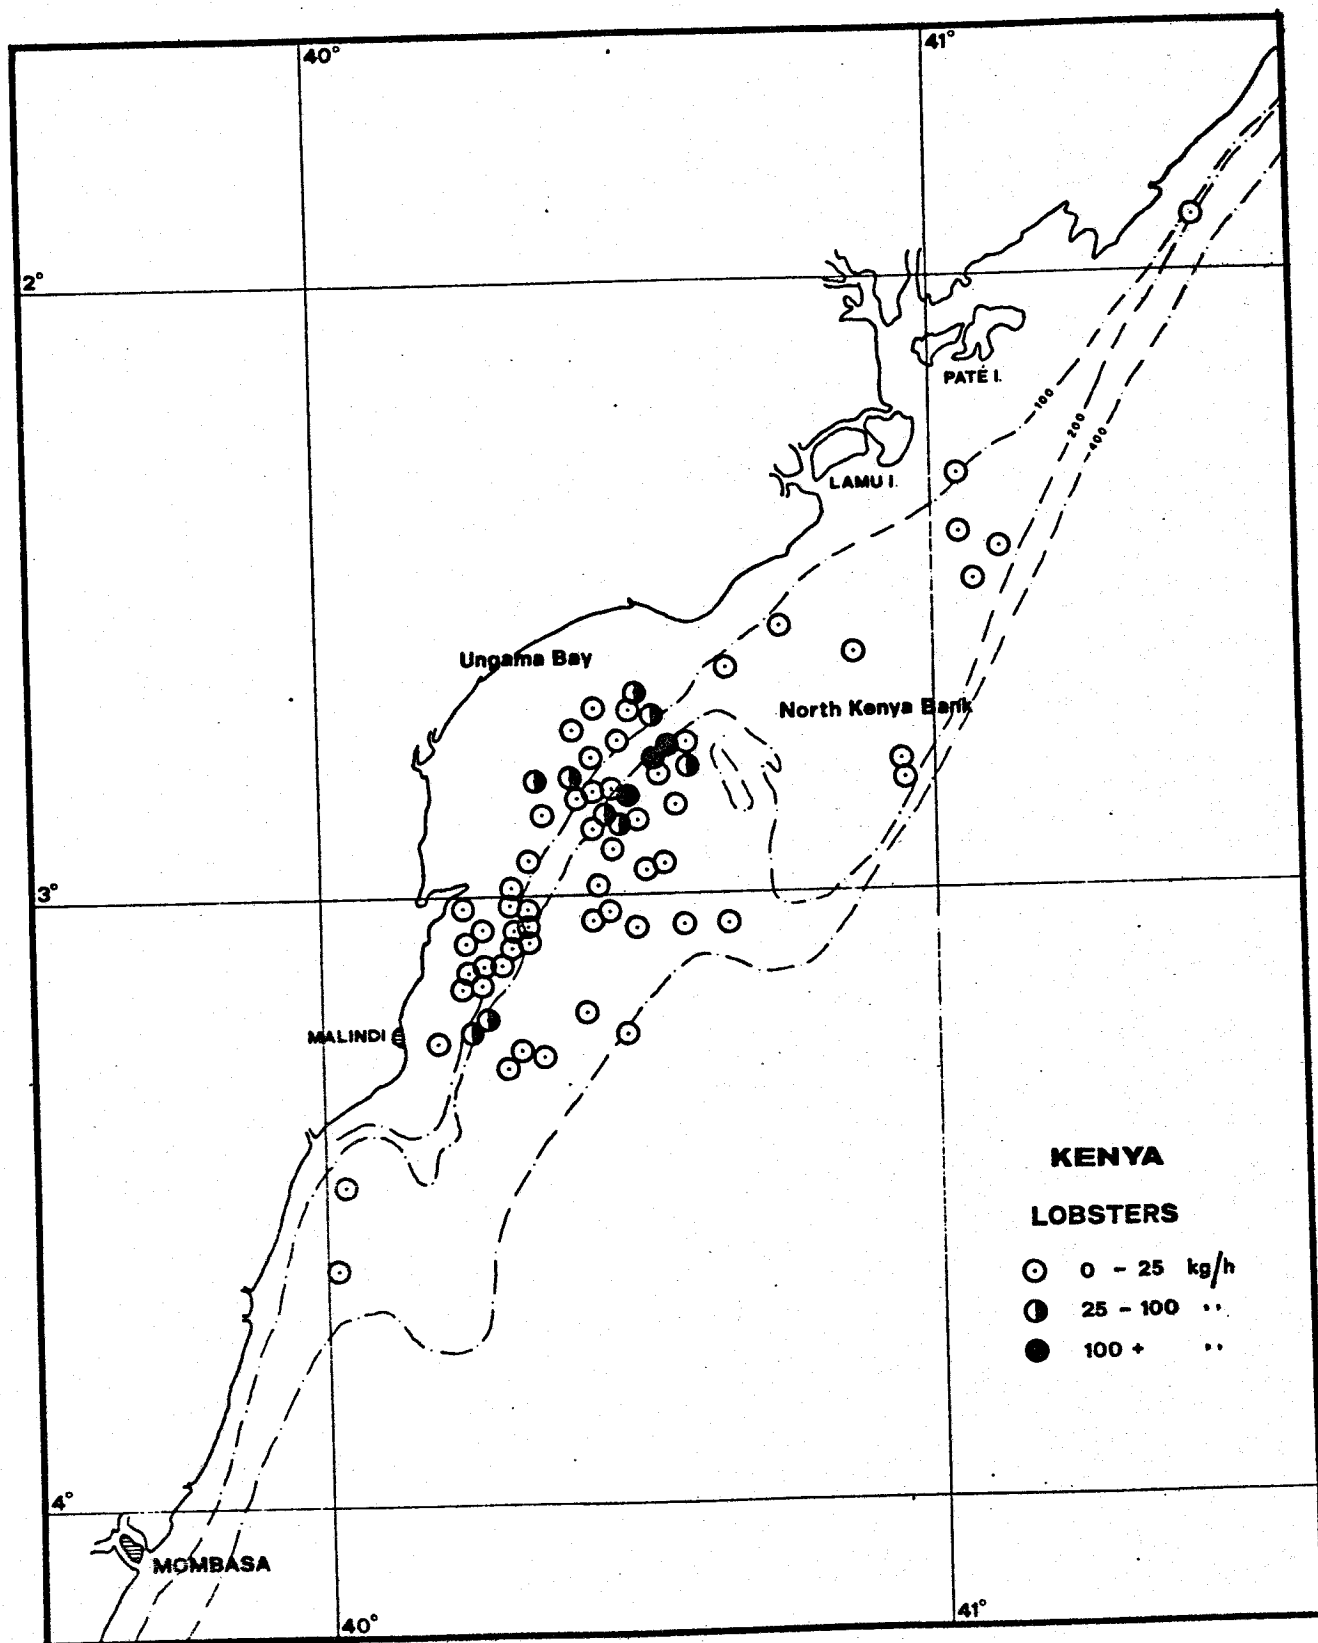 40°
41°
2°
PATÉ I.
100
200
400
LAMU I.
Ungama Bay
North Kenya Bank
3°
MALINDI
KENYA
LOBSTERS
0 - 25 kg/h
25 - 100 ''
100 + ''
4°
MOMBASA
40°
41°